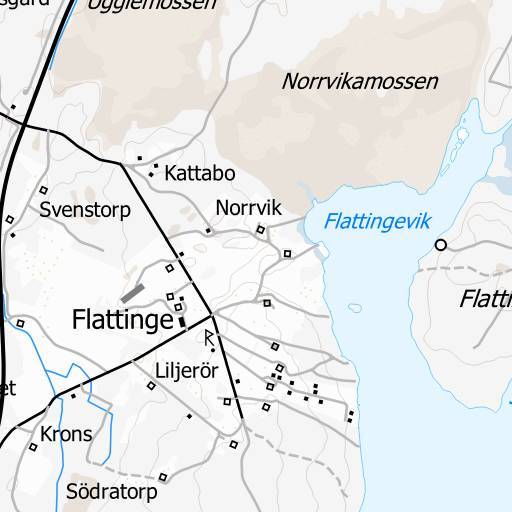 Ugglemossen
Norrvikamossen
Kattabo
Norrvik
Svenstorp
Flattingevik
Flattinge
Liljerör
Krons
Södratorp